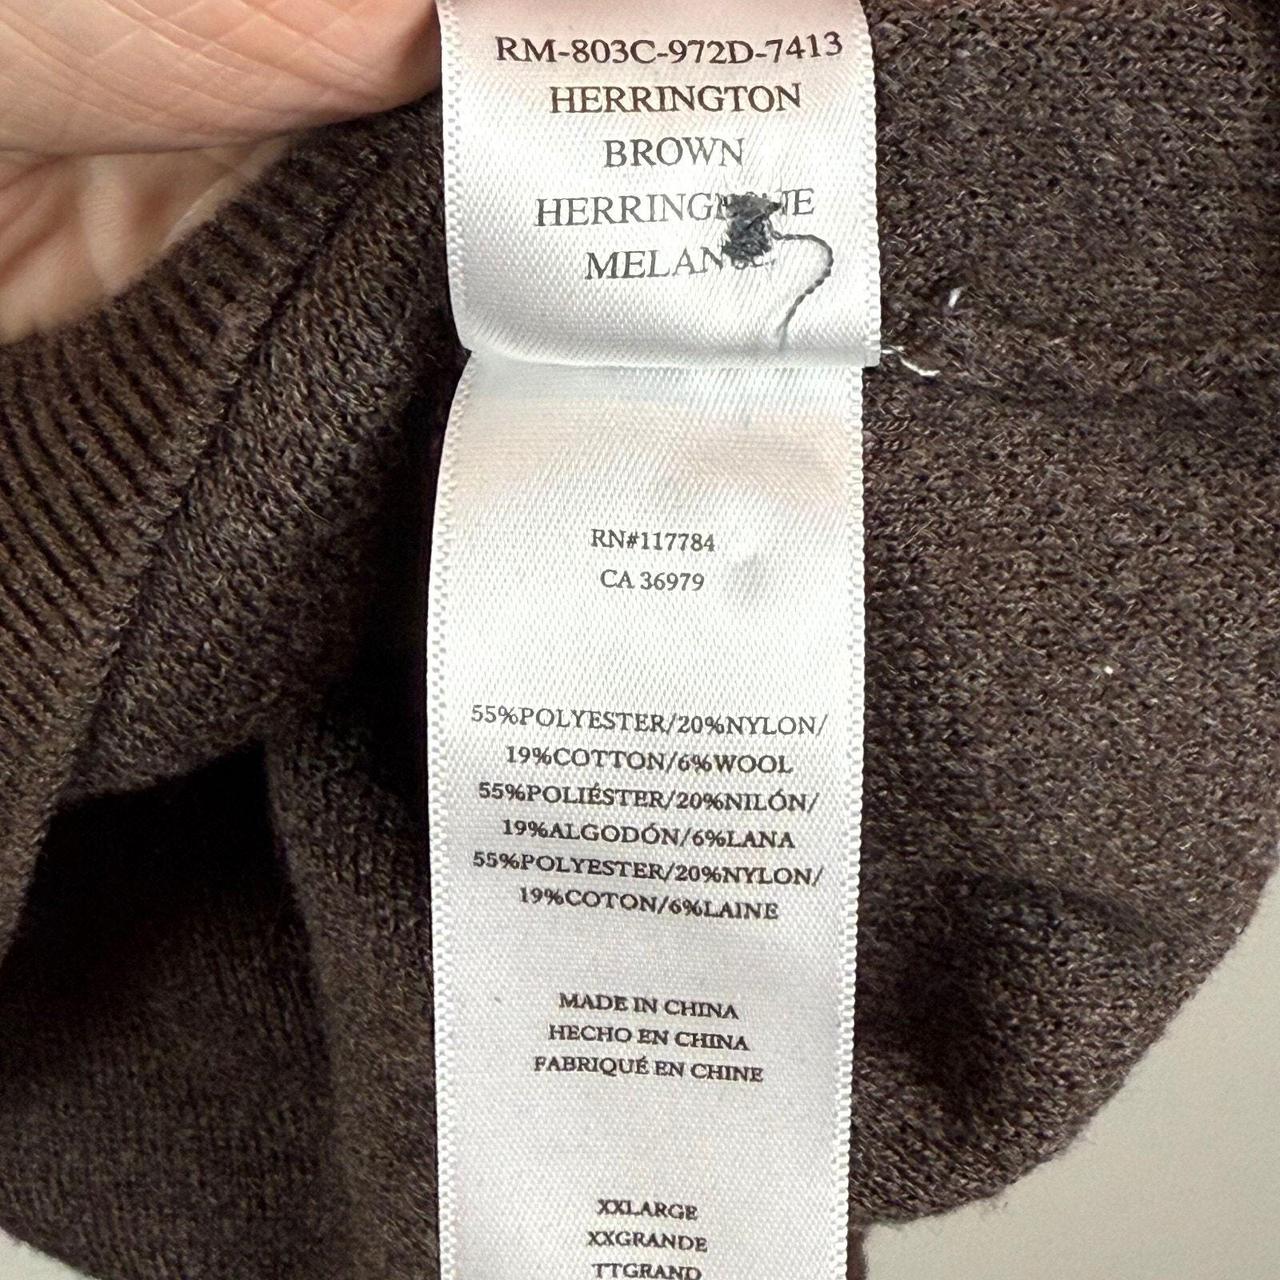 RM-803C-972D-7413
HERRINGTON
BROWN
MELANGE
RN#117784
CA 36979
55%POLYESTER/20%NYLON/
19%COTTON/6%WOOL
55%POLIÉSTER/20%NILÓN/
19%ALGODÓN/6%LANA
55%POLYESTER/20%NYLON/
19%COTON/6%LAINE
MADE IN CHINA
HECHO EN CHINA
FABRIQUÉ EN CHINE
XXLARGE
XXGRANDE
TTGRAND